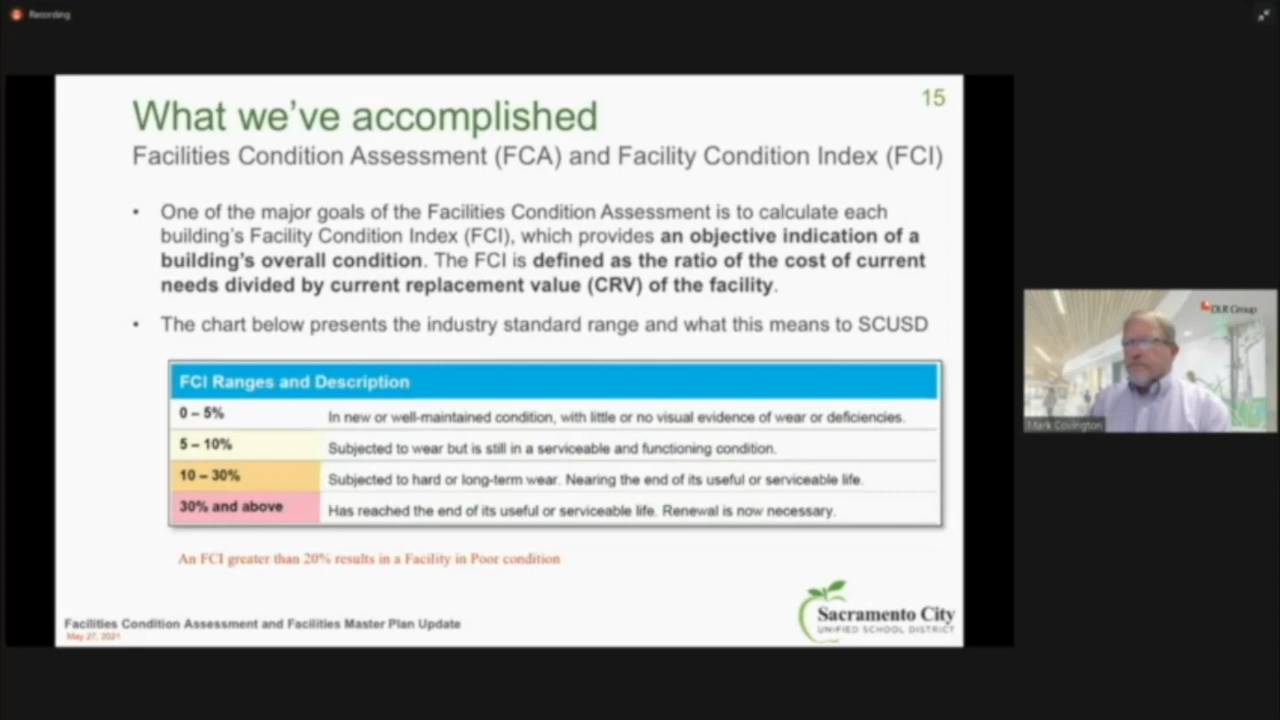 Recording
15
What we've accomplished
Facilities Condition Assessment (FCA) and Facility Condition Index (FCI)
• One of the major goals of the Facilities Condition Assessment is to calculate each
building's Facility Condition Index (FCI), which provides an objective indication of a
building's overall condition. The FCI is defined as the ratio of the cost of current
needs divided by current replacement value (CRV) of the facility.
• The chart below presents the industry standard range and what this means to SCUSD
FCI Ranges and Description
0 – 5% In new or well-maintained condition, with little or no visual evidence of wear or deficiencies.
5 – 10% Subjected to wear but is still in a serviceable and functioning condition.
10 – 30% Subjected to hard or long-term wear. Nearing the end of its useful or serviceable life.
30% and above Has reached the end of its useful or serviceable life. Renewal is now necessary.
An FCI greater than 20% results in a Facility in Poor condition
Facilities Condition Assessment and Facilities Master Plan Update
May 27, 2021
Sacramento City
UNIFIED SCHOOL DISTRICT
DLR Group
Mark Covington